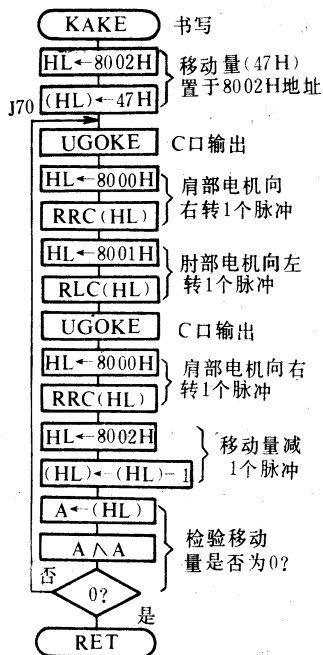 KAKE 书写
HL←8002H
移动量(47H)
置于8002H地址
J70 (HL)←47H
UGOKE C口输出
HL←8000H
肩部电机向
右转1个脉冲
RRC(HL)
HL←8001H
肘部电机向左
转1个脉冲
RLC(HL)
UGOKE C口输出
HL←8000H
肩部电机向右
转1个脉冲
RRC(HL)
HL←8002H
移动量减
1个脉冲
(HL)←(HL)-1
A←(HL)
检验移动
量是否为0?
A∧A
否
0?
是
RET